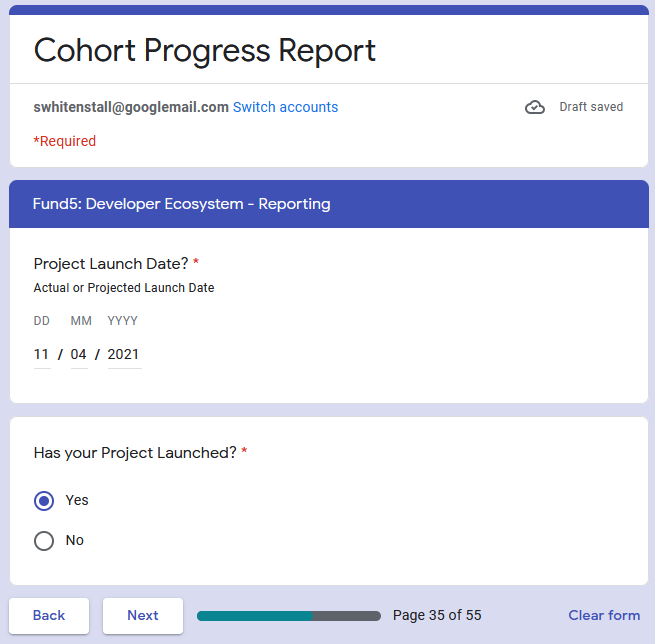 Cohort Progress Report
swhitenstall@googlemail.com Switch accounts
Draft saved
*Required
Fund5: Developer Ecosystem - Reporting
Project Launch Date? *
Actual or Projected Launch Date
DD MM YYYY
11 / 04 / 2021
Has your Project Launched? *
Yes
No
Back Next Page 35 of 55 Clear form